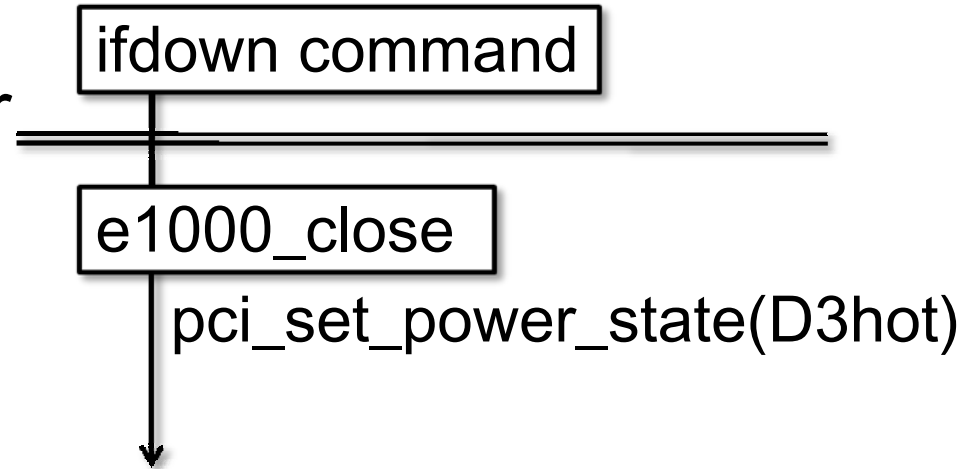 ifdown command
e1000_close
pci_set_power_state(D3hot)